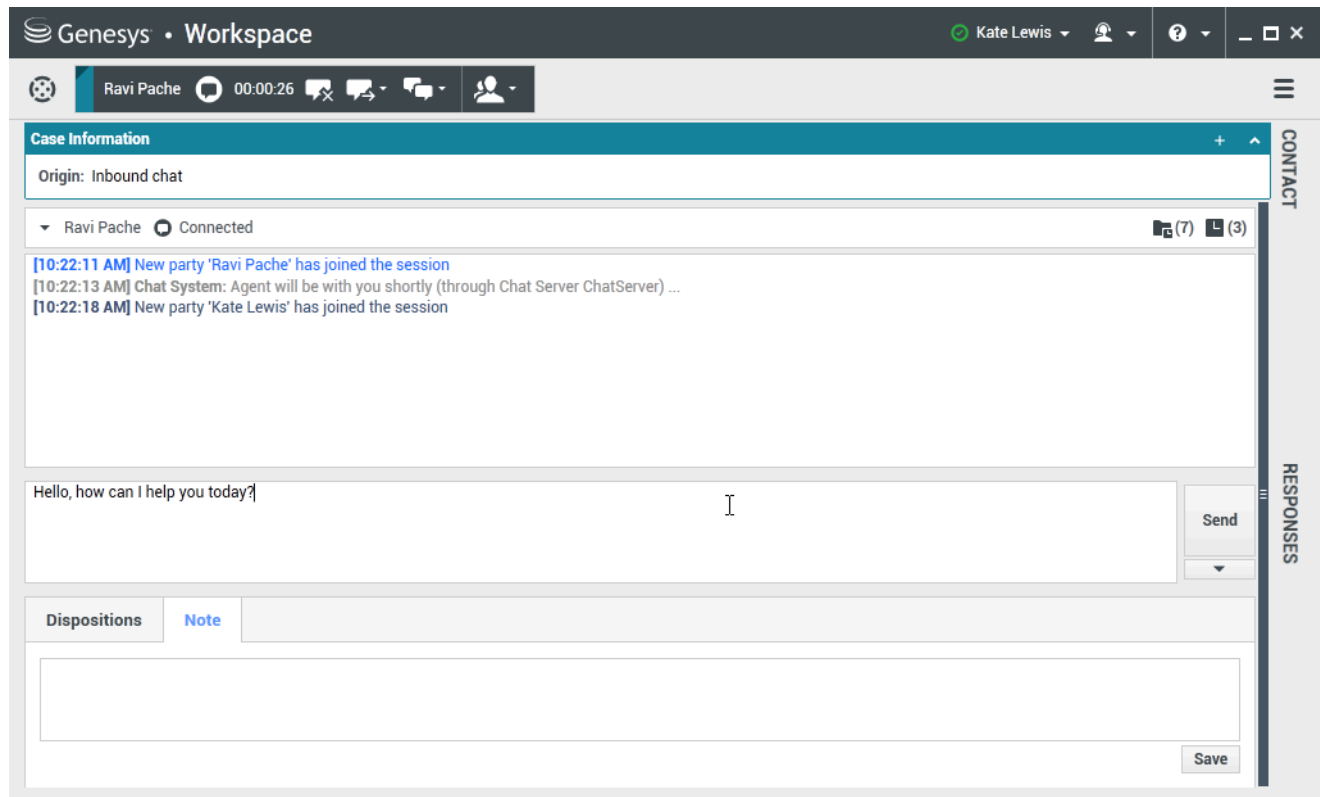 Genesys • Workspace
Kate Lewis
Ravi Pache 00:00:26
Case Information
Origin: Inbound chat
Ravi Pache Connected
(7) (3)
[10:22:11 AM] New party 'Ravi Pache' has joined the session
[10:22:13 AM] Chat System: Agent will be with you shortly (through Chat Server ChatServer) ...
[10:22:18 AM] New party 'Kate Lewis' has joined the session
Hello, how can I help you today?
Send
Dispositions Note
Save
CONTACT
RESPONSES